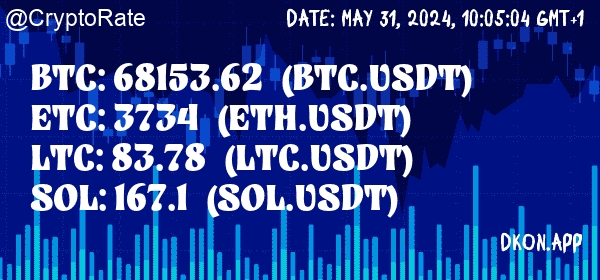 @CryptoRate
DATE: MAY 31, 2024, 10:05:04 GMT+1
BTC: 68153.62 (BTC.USDT)
ETC: 3734 (ETH.USDT)
LTC: 83.78 (LTC.USDT)
SOL: 167.1 (SOL.USDT)
DKON.APP